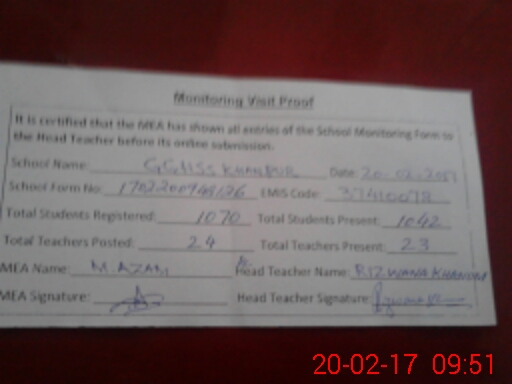 Monitoring Visit Proof
It is certified that the MEA has shown all entries of the School Monitoring Form to
the Head Teacher before its online submission.
School Name: GGHSS KHANPUR Date: 20-02-2017
School Form No: EMIS Code: 37410078
Total Students Registered: 1070 Total Students Present: 1042
Total Teachers Posted: 24 Total Teachers Present: 23
MEA Name: M.AZAM Head Teacher Name: RIZWANA KHANUM
MEA Signature: Head Teacher Signature:
20-02-17 09:51